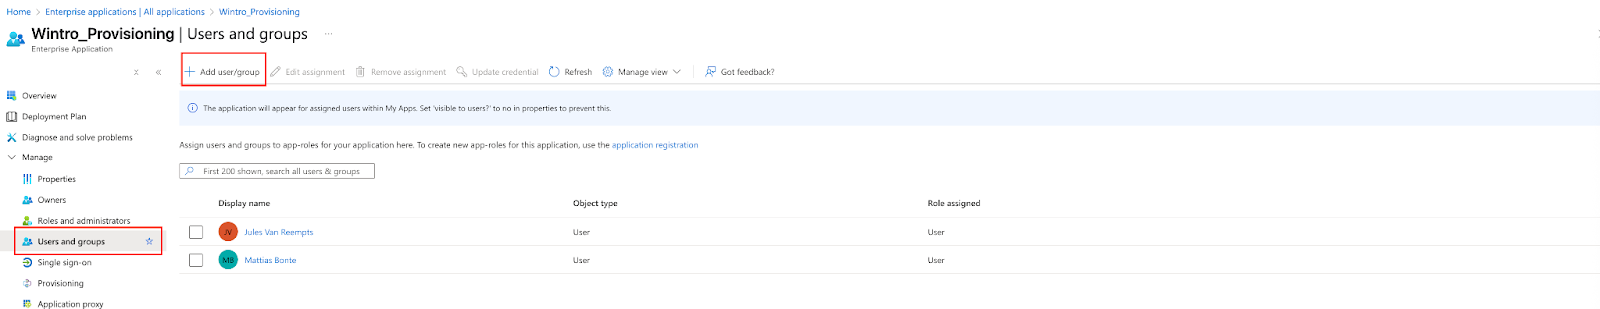 Home > Enterprise applications | All applications > Wintro_Provisioning
Wintro_Provisioning | Users and groups ...
Enterprise Application
Add user/group Edit assignment Remove assignment Update credential Refresh Manage view Got feedback?
Overview
Deployment Plan
Diagnose and solve problems
Manage
Properties
Owners
Roles and administrators
Users and groups
Single sign-on
Provisioning
Application proxy
The application will appear for assigned users within My Apps. Set 'visible to users?' to no in properties to prevent this.
Assign users and groups to app-roles for your application here. To create new app-roles for this application, use the application registration
First 200 shown, search all users & groups
Display name Object type Role assigned
JV Jules Van Reempts User User
MB Mattias Bonte User User